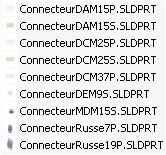 ConnecteurDAM15P.SLDPRT
ConnecteurDAM15S.SLDPRT
ConnecteurDCM25P.SLDPRT
ConnecteurDCM25S.SLDPRT
ConnecteurDCM37P.SLDPRT
ConnecteurDEM9S.SLDPRT
ConnecteurMDM15S.SLDPRT
ConnecteurRusse7P.SLDPRT
ConnecteurRusse19P.SLDPRT